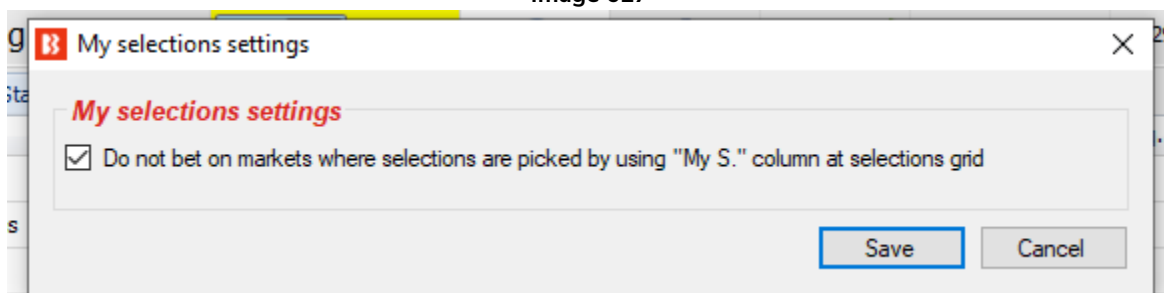 My selections settings
My selections settings
Do not bet on markets where selections are picked by using "My S." column at selections grid
Save
Cancel